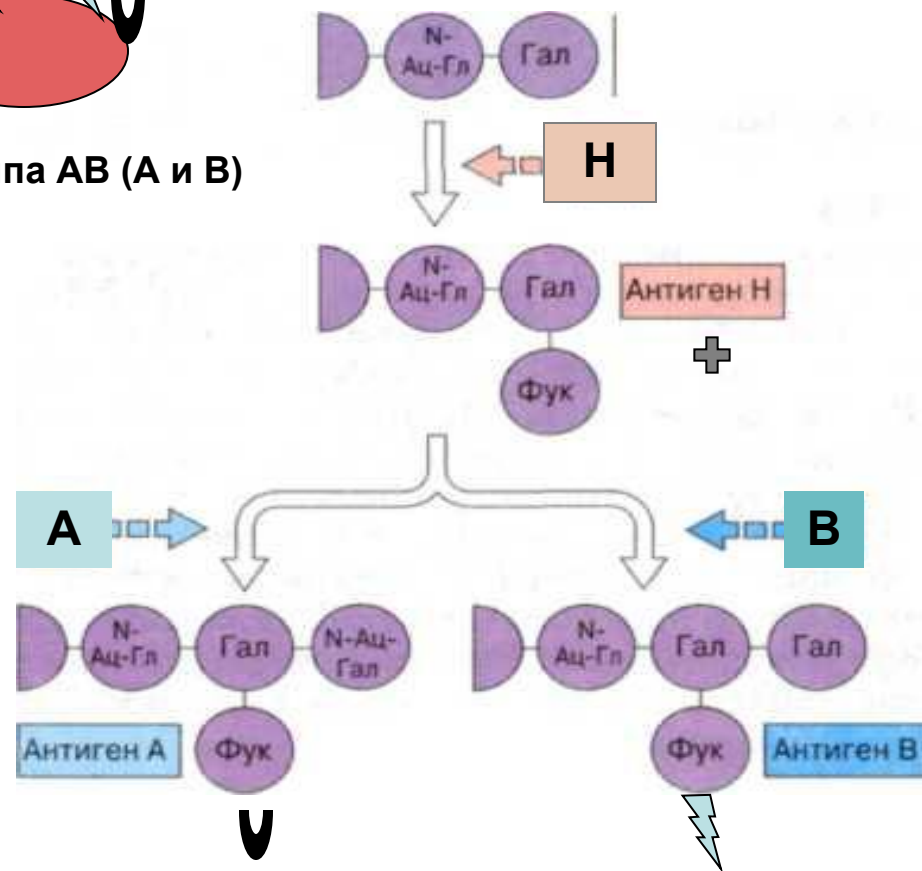 N-
Ац-Гл
Гал
па АВ (А и В)
Н
N-
Ац-Гл
Гал
Антиген Н
Фук
А
В
N-
Ац-Гл
Гал
N-Ац-
Гал
N-
Ац-Гл
Гал
Гал
Антиген А
Фук
Фук
Антиген В